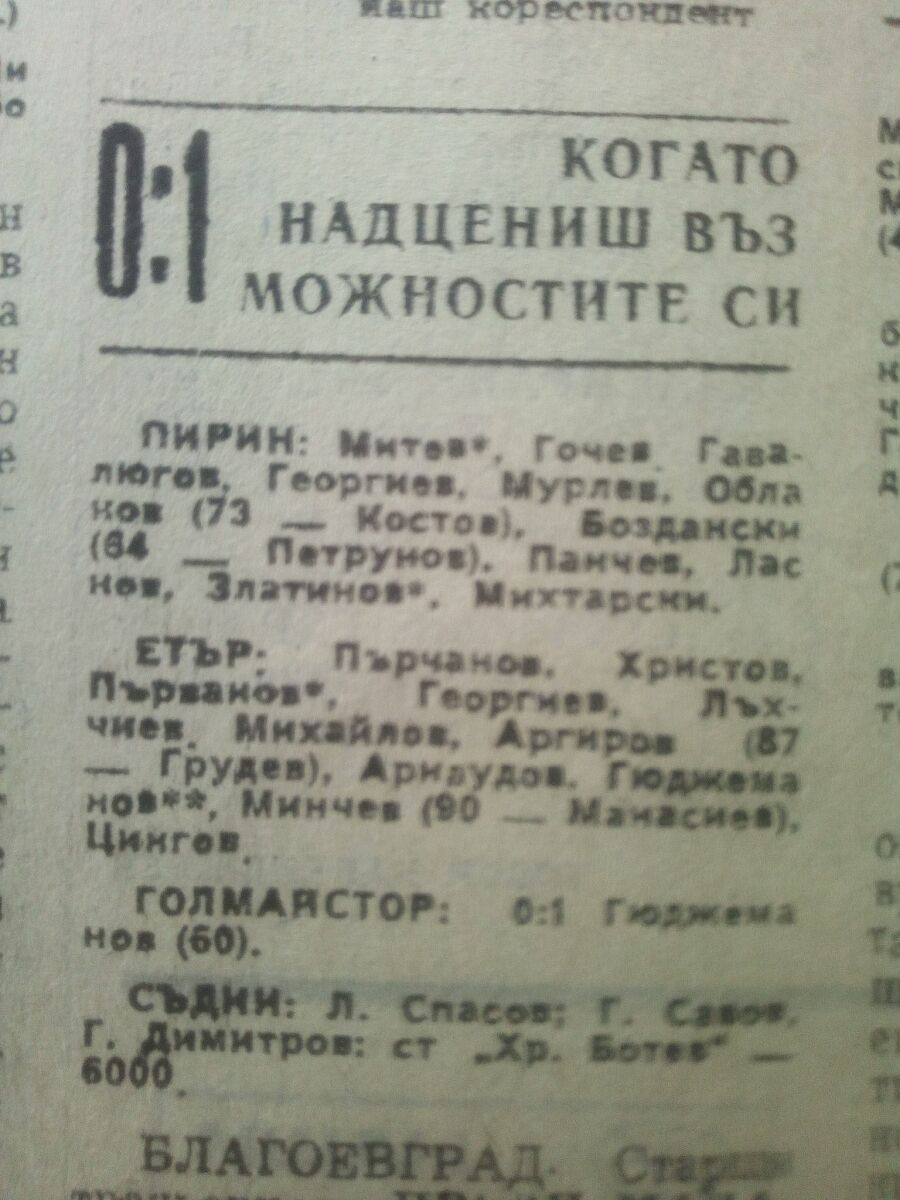 наш кореспондент
0:1
КОГАТО
НАДЦЕНИШ ВЪЗ
МОЖНОСТИТЕ СИ
ПИРИН: Митев*, Гочев, Гава-
люгов, Георгиев, Мурлев, Обла
ков (73 — Костов), Боздански
(64 — Петрунов), Панчев, Лас
ков, Златинов*, Михтарски.
ЕТЪР: Пърчанов, Христов,
Първанов*, Георгиев, Лъх-
чиев, Михайлов, Аргиров (87
— Грудев), Арнаудов, Гюджема
нов**, Минчев (90 — Манасиев),
Цингов.
ГОЛМАЙСТОР: 0:1 Гюджема
нов (60).
СЪДИИ: Л. Спасов; Г. Савов,
Г. Димитров; ст „Хр. Ботев“ —
6000.
БЛАГОЕВГРАД.